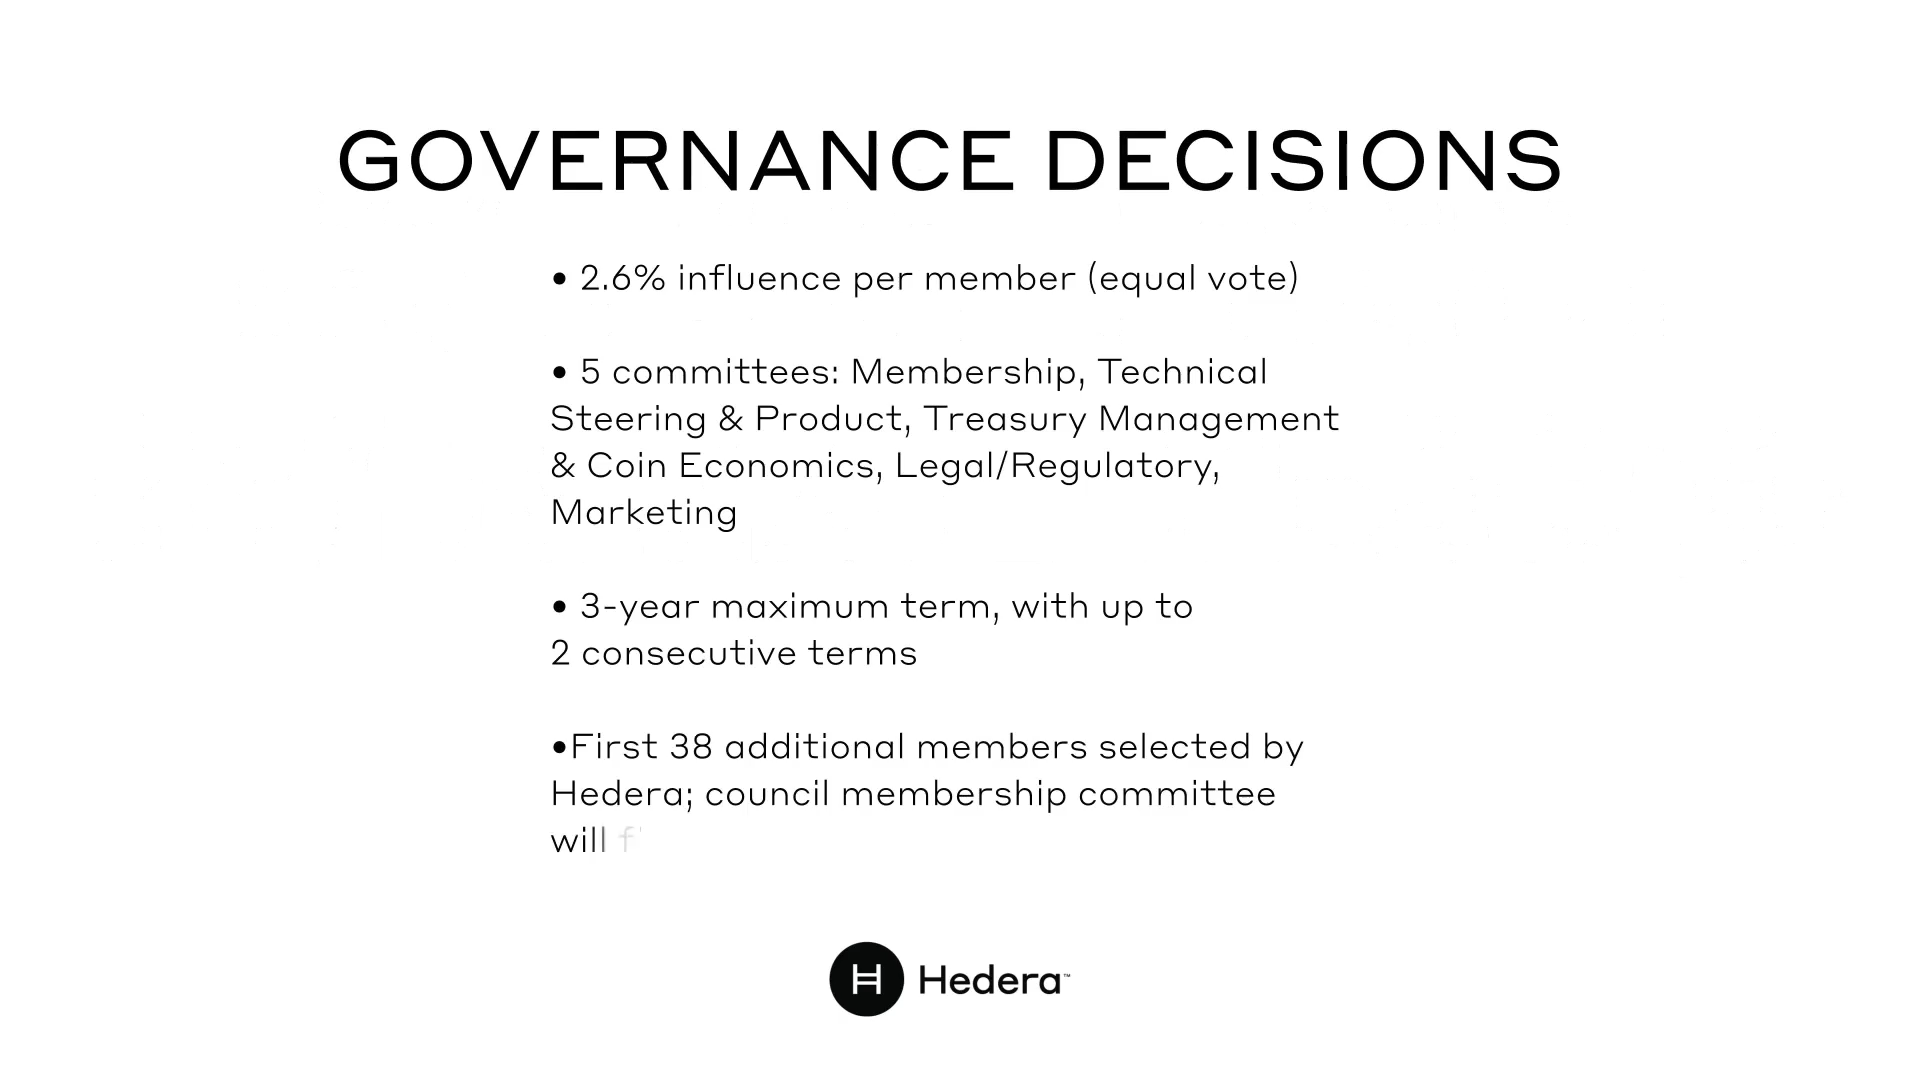 GOVERNANCE DECISIONS
• 2.6% influence per member (equal vote)
• 5 committees: Membership, Technical
Steering & Product, Treasury Management
& Coin Economics, Legal/Regulatory,
Marketing
• 3-year maximum term, with up to
2 consecutive terms
•First 38 additional members selected by
Hedera; council membership committee
will
H Hedera™